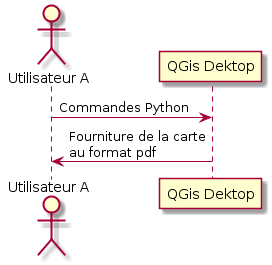 Utilisateur A
QGis Dektop
Commandes Python
Fourniture de la carte
au format pdf
Utilisateur A
QGis Dektop